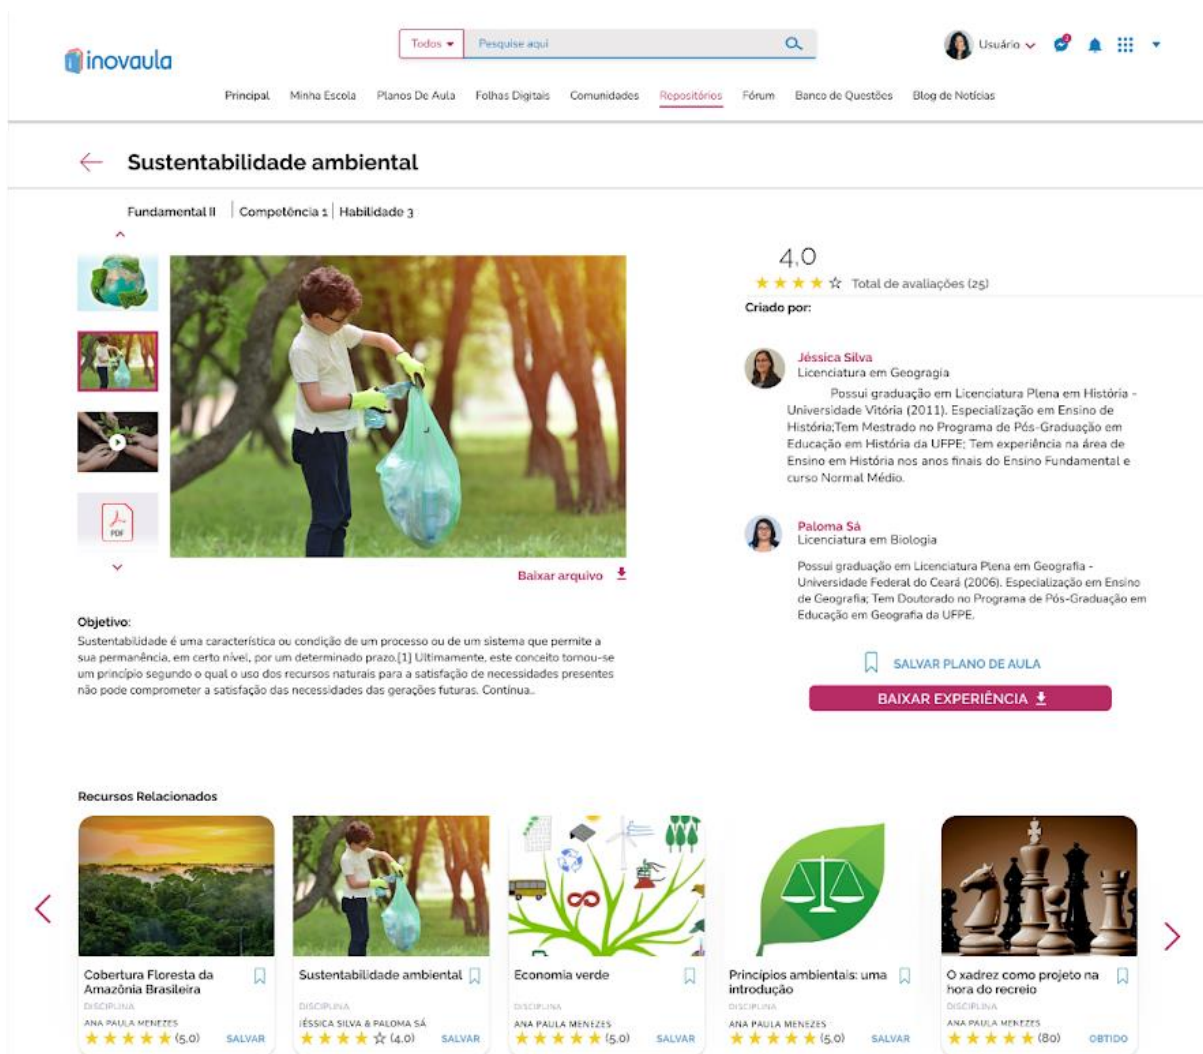 inovaula
Todos
Pesquise aqui
Usuário
2
Principal Minha Escola Planos De Aula Folhas Digitais Comunidades Repositórios Fórum Banco de Questões Blog de Notícias
Sustentabilidade ambiental
Fundamental II | Competência 1 | Habilidade 3
PDF
Baixar arquivo
Objetivo:
Sustentabilidade é uma característica ou condição de um processo ou de um sistema que permite a
sua permanência, em certo nível, por um determinado prazo.[1] Ultimamente, este conceito tornou-se
um princípio segundo o qual o uso dos recursos naturais para a satisfação de necessidades presentes
não pode comprometer a satisfação das necessidades das gerações futuras. Continua..
4,0
Total de avaliações (25)
Criado por:
Jéssica Silva
Licenciatura em Geogragia
Possui graduação em Licenciatura Plena em História -
Universidade Vitória (2011). Especialização em Ensino de
História;Tem Mestrado no Programa de Pós-Graduação em
Educação em História da UFPE; Tem experiência na área de
Ensino em História nos anos finais do Ensino Fundamental e
curso Normal Médio.
Paloma Sá
Licenciatura em Biologia
Possui graduação em Licenciatura Plena em Geografia -
Universidade Federal do Ceará (2006). Especialização em Ensino
de Geografia; Tem Doutorado no Programa de Pós-Graduação em
Educação em Geografia da UFPE.
SALVAR PLANO DE AULA
BAIXAR EXPERIÊNCIA
Recursos Relacionados
Cobertura Floresta da
Amazônia Brasileira
DISCIPLINA
ANA PAULA MENEZES
(5.0) SALVAR
Sustentabilidade ambiental
DISCIPLINA
JÉSSICA SILVA & PALOMA SÁ
(4.0) SALVAR
Economia verde
DISCIPLINA
ANA PAULA MENEZES
(5.0) SALVAR
Princípios ambientais: uma
introdução
DISCIPLINA
ANA PAULA MENEZES
(5.0) SALVAR
O xadrez como projeto na
hora do recreio
DISCIPLINA
ANA PAULA MENEZES
(80) OBTIDO